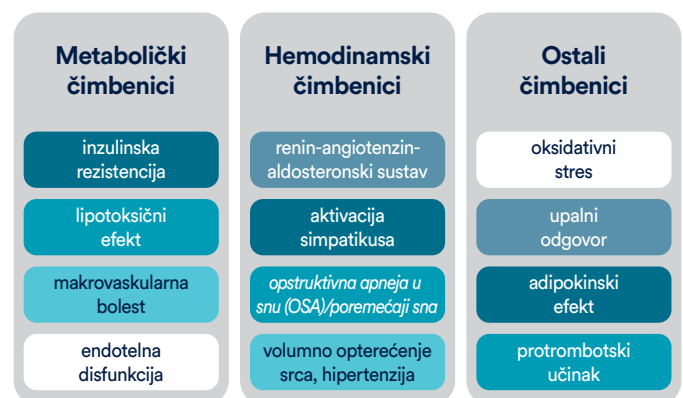 Metabolički
čimbenici
inzulinska
rezistencija
lipotoksični
efekt
makrovaskularna
bolest
endotelna
disfunkcija
Hemodinamski
čimbenici
renin-angiotenzin-
aldosteronski sustav
aktivacija
simpatikusa
opstruktivna apneja u
snu (OSA)/poremećaji sna
volumno opterećenje
srca, hipertenzija
Ostali
čimbenici
oksidativni
stres
upalni
odgovor
adipokinski
efekt
protrombotski
učinak